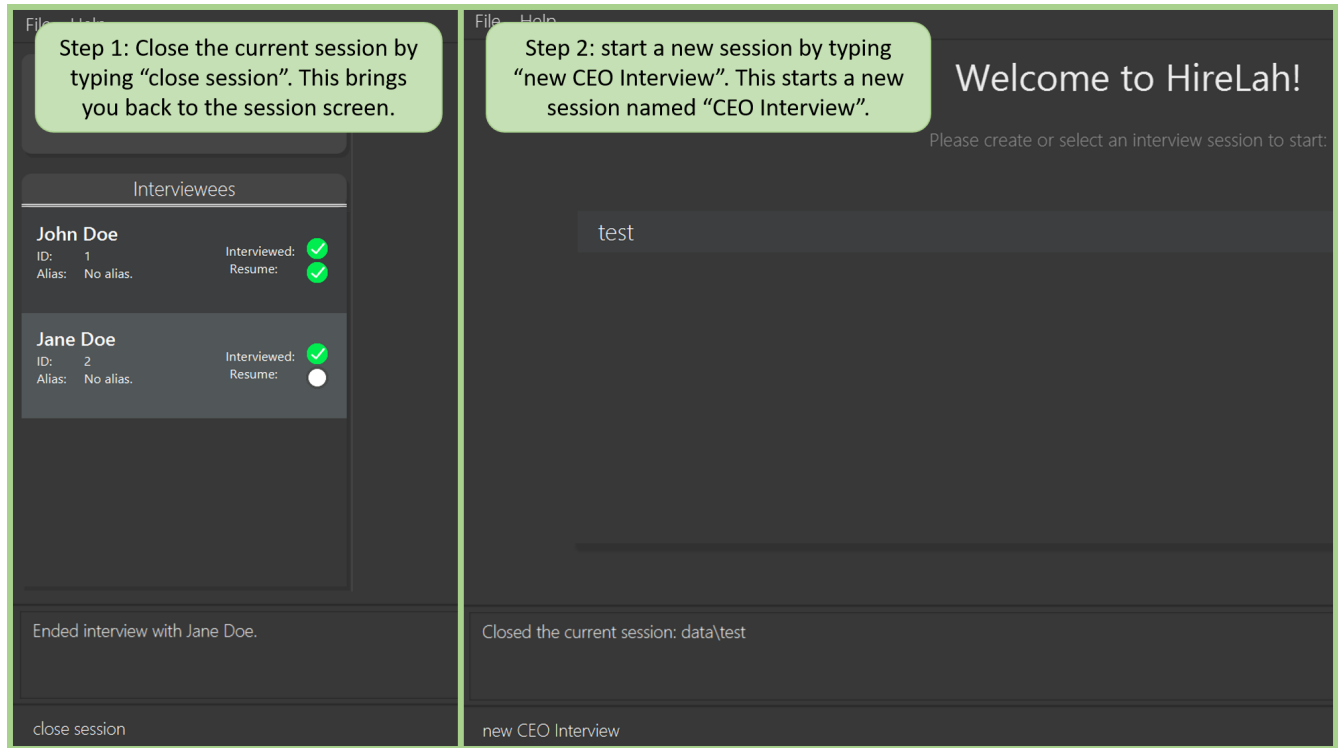 File Help
Step 1: Close the current session by
typing “close session”. This brings
you back to the session screen.
Interviewees
John Doe
ID: 1
Alias: No alias.
Interviewed:
Resume:
Jane Doe
ID: 2
Alias: No alias.
Interviewed:
Resume:
Ended interview with Jane Doe.
close session
File Help
Step 2: start a new session by typing
“new CEO Interview”. This starts a new
session named “CEO Interview”.
Welcome to HireLah!
Please create or select an interview session to start:
test
Closed the current session: data\test
new CEO Interview